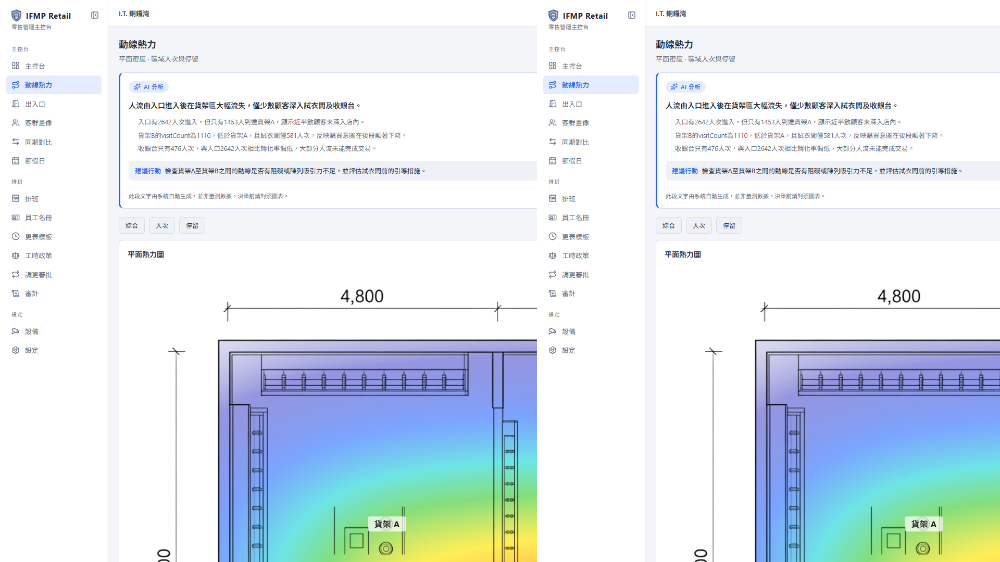 IFMP Retail
零售營運主控台
主控台
主控台
動線熱力
出入口
客群畫像
同期對比
節假日
排班
排班
員工名冊
更表模板
工時政策
調更審批
審計
設定
設備
設定
I.T. 銅鑼灣
動線熱力
平面密度 · 區域人次與停留
AI 分析
人流由入口進入後在貨架區大幅流失，僅少數顧客深入試衣間及收銀台。
入口有2642人次進入，但只有1453人到達貨架A，顯示近半數顧客未深入店內。
貨架B的visitCount為1110，低於貨架A，且試衣間僅581人次，反映購買意圖在後段顯著下降。
收銀台只有476人次，與入口2642人次相比轉化率偏低，大部分人流未能完成交易。
建議行動 檢查貨架A至貨架B之間的動線是否有阻礙或陳列吸引力不足，並評估試衣間前的引導措施。
此段文字由系統自動生成，並非量測數據。決策前請對照圖表。
綜合 人次 停留
平面熱力圖
4,800
貨架 A
00
IFMP Retail
零售營運主控台
主控台
主控台
動線熱力
出入口
客群畫像
同期對比
節假日
排班
排班
員工名冊
更表模板
工時政策
調更審批
審計
設定
設備
設定
I.T. 銅鑼灣
動線熱力
平面密度 · 區域人次與停留
AI 分析
人流由入口進入後在貨架區大幅流失，僅少數顧客深入試衣間及收銀台。
入口有2642人次進入，但只有1453人到達貨架A，顯示近半數顧客未深入店內。
貨架B的visitCount為1110，低於貨架A，且試衣間僅581人次，反映購買意圖在後段顯著下降。
收銀台只有476人次，與入口2642人次相比轉化率偏低，大部分人流未能完成交易。
建議行動 檢查貨架A至貨架B之間的動線是否有阻礙或陳列吸引力不足，並評估試衣間前的引導措施。
此段文字由系統自動生成，並非量測數據。決策前請對照圖表。
綜合 人次 停留
平面熱力圖
4,800
貨架 A
00